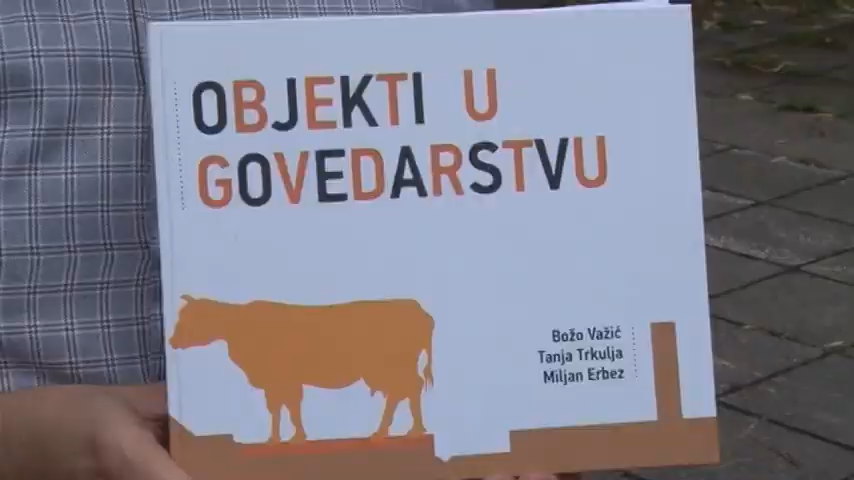 OBJEKTI U
GOVEDARSTVU
Božo Važić
Tanja Trkulja
Miljan Erbez